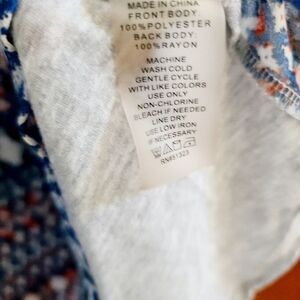 MADE IN CHINA
FRONT BODY:
100%POLYESTER
BACK BODY:
100%RAYON
MACHINE
WASH COLD
GENTLE CYCLE
WITH LIKE COLORS
USE ONLY
NON-CHLORINE
BLEACH IF NEEDED
LINE DRY
USE LOW IRON
IF NECESSARY